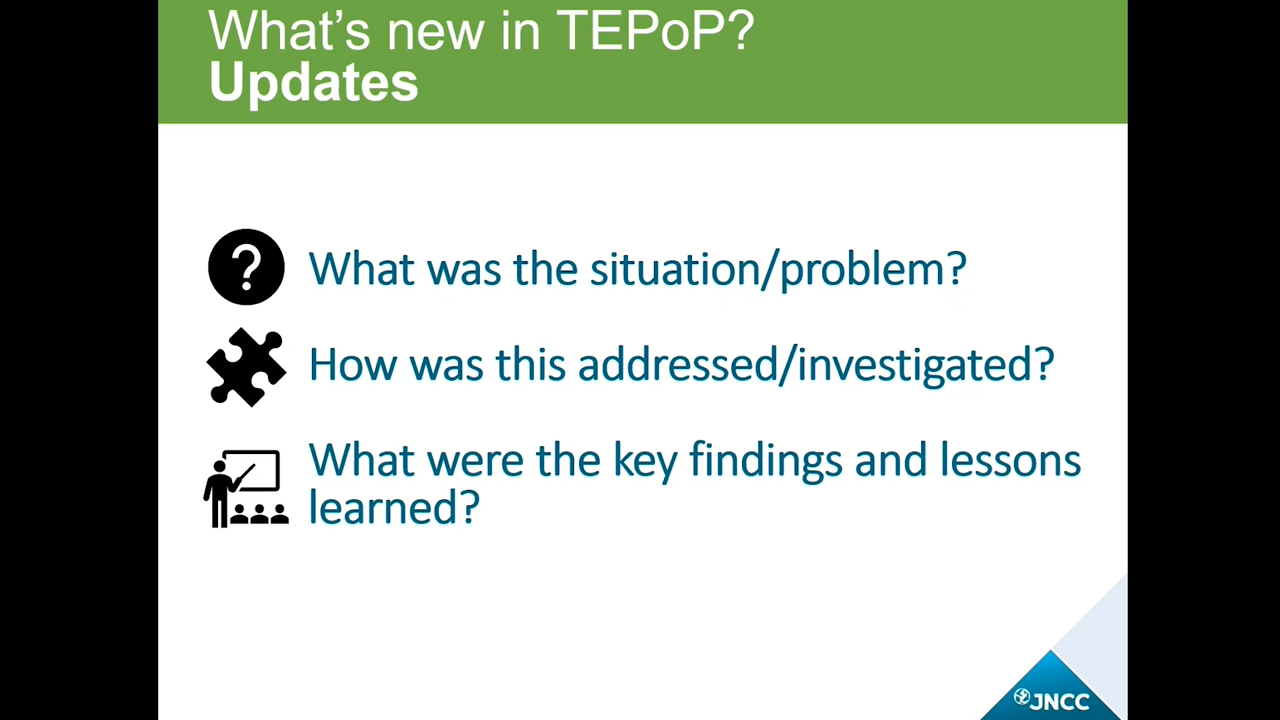 What's new in TEPoP?
Updates
What was the situation/problem?
How was this addressed/investigated?
What were the key findings and lessons
learned?
JNCC